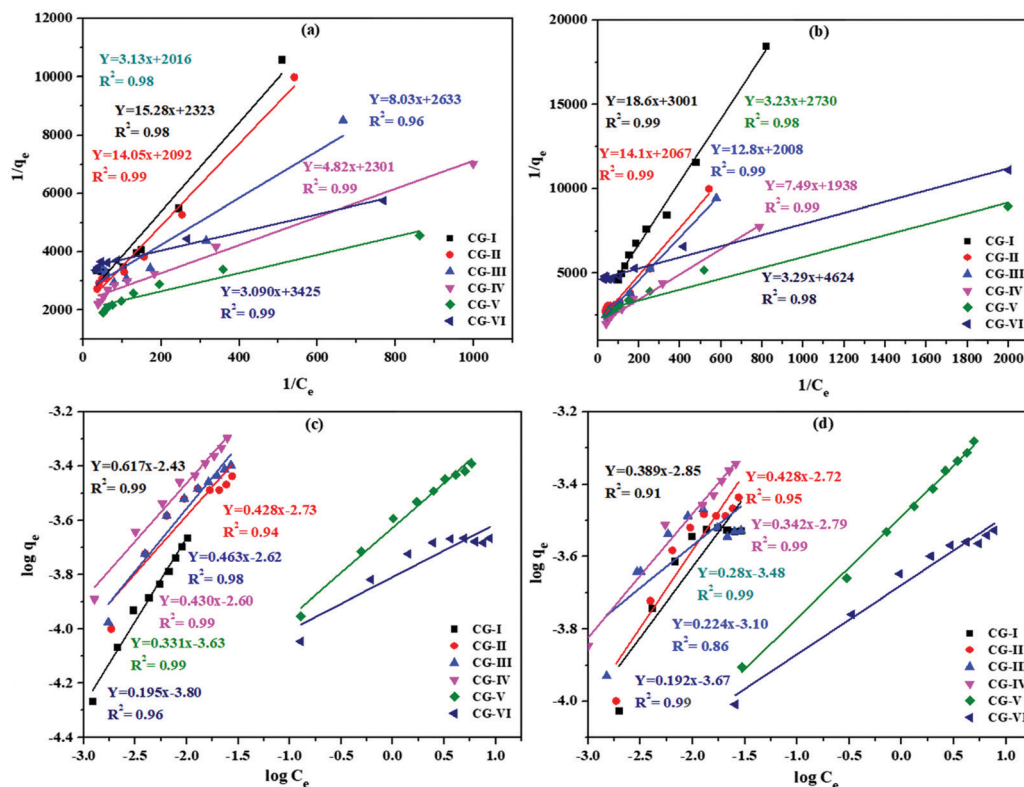 (a)
12000
10000
8000
6000
4000
2000
0
200
400
600
800
1000
1/q_e
1/C_e
Y=3.13x+2016
R²= 0.98
Y=15.28x+2323
R²= 0.98
Y=14.05x+2092
R²= 0.99
Y=8.03x+2633
R²= 0.96
Y=4.82x+2301
R²= 0.99
Y=3.090x+3425
R²= 0.99
CG-I
CG-II
CG-III
CG-IV
CG-V
CG-VI
(b)
20000
15000
10000
5000
0
0
200
400
600
800
1000
1200
1400
1600
1800
2000
1/q_e
1/C_e
Y=18.6x+3001
R²= 0.99
Y=3.23x+2730
R²= 0.98
Y=14.1x+2067
R²= 0.99
Y=12.8x+2008
R²= 0.99
Y=7.49x+1938
R²= 0.99
Y=3.29x+4624
R²= 0.98
CG-I
CG-II
CG-III
CG-IV
CG-V
CG-VI
(c)
-3.2
-3.4
-3.6
-3.8
-4.0
-4.2
-4.4
-3.0
-2.5
-2.0
-1.5
-1.0
-0.5
0.0
0.5
1.0
log q_e
log C_e
Y=0.617x-2.43
R²= 0.99
Y=0.428x-2.73
R²= 0.94
Y=0.463x-2.62
R²= 0.98
Y=0.430x-2.60
R²= 0.99
Y=0.331x-3.63
R²= 0.99
Y=0.195x-3.80
R²= 0.96
CG-I
CG-II
CG-III
CG-IV
CG-V
CG-VI
(d)
-3.2
-3.4
-3.6
-3.8
-4.0
-3.0
-2.5
-2.0
-1.5
-1.0
-0.5
0.0
0.5
1.0
log q_e
log C_e
Y=0.389x-2.85
R²= 0.91
Y=0.428x-2.72
R²= 0.95
Y=0.342x-2.79
R²= 0.99
Y=0.28x-3.48
R²= 0.99
Y=0.224x-3.10
R²= 0.86
Y=0.192x-3.67
R²= 0.99
CG-I
CG-II
CG-III
CG-IV
CG-V
CG-VI